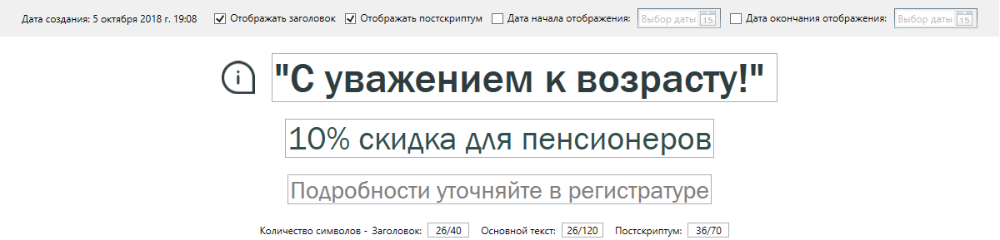 Дата создания: 5 октября 2018 г. 19:08 Отображать заголовок Отображать постскриптум Дата начала отображения: Выбор даты 15 Дата окончания отображения: Выбор даты 15
i "С уважением к возрасту!"
10% скидка для пенсионеров
Подробности уточняйте в регистратуре
Количество символов - Заголовок: 26/40 Основной текст: 26/120 Постскриптум: 36/70